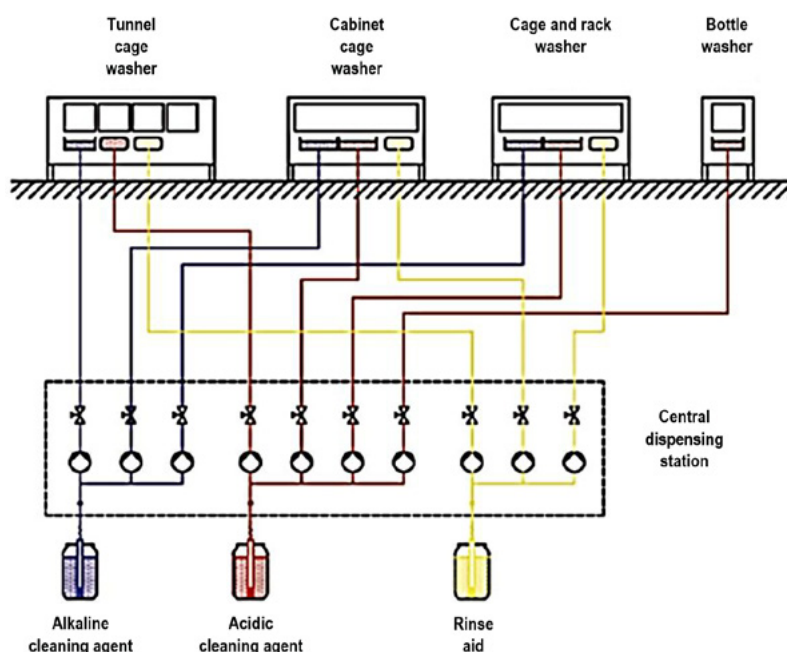 Tunnel
cage
washer
Cabinet
cage
washer
Cage and rack
washer
Bottle
washer
Central
dispensing
station
Alkaline
cleaning agent
Acidic
cleaning agent
Rinse
aid